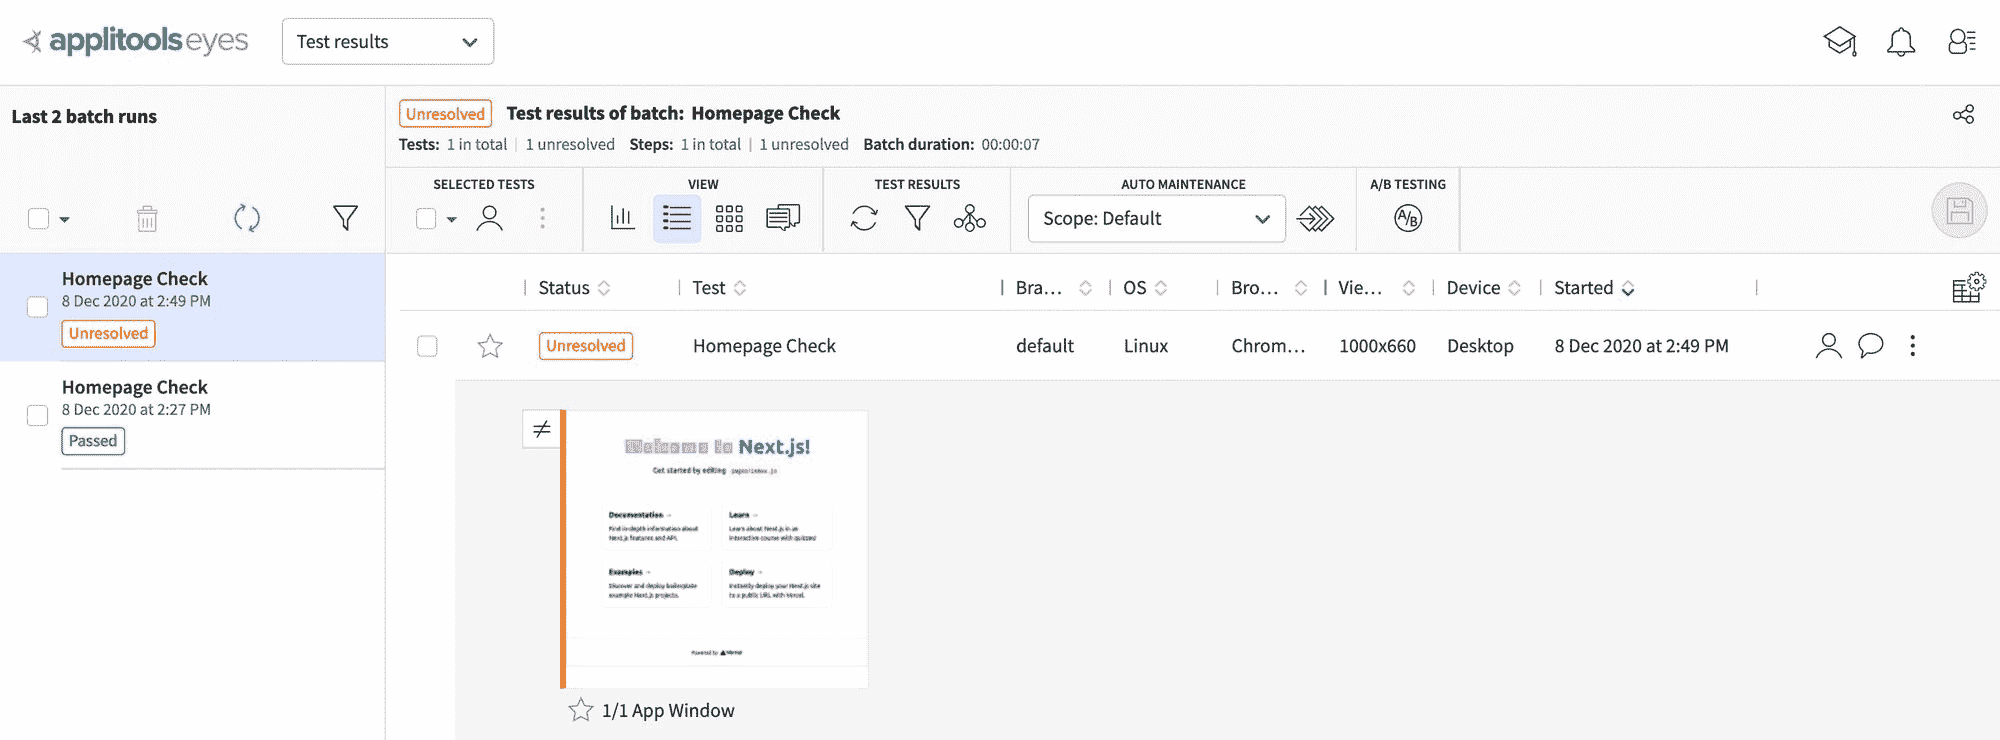 applitools eyes
Test results
Last 2 batch runs
Homepage Check
8 Dec 2020 at 2:49 PM
Unresolved
Homepage Check
8 Dec 2020 at 2:27 PM
Passed
Unresolved Test results of batch: Homepage Check
Tests: 1 in total | 1 unresolved Steps: 1 in total | 1 unresolved Batch duration: 00:00:07
SELECTED TESTS VIEW TEST RESULTS AUTO MAINTENANCE A/B TESTING
Scope: Default
A/B
Status Test Bra... OS Bro... Vie... Device Started
Unresolved Homepage Check default Linux Chrom... 1000x660 Desktop 8 Dec 2020 at 2:49 PM
≠
Welcome to Next.js!
Get started by editing pages/index.js
Documentation →
Find in-depth information about
Next.js features and API.
Learn →
Learn about Next.js in an
interactive course with quizzes!
Examples →
Discover and deploy boilerplate
example Next.js projects.
Deploy →
Instantly deploy your Next.js site
to a public URL with Vercel.
Powered by Vercel
1/1 App Window